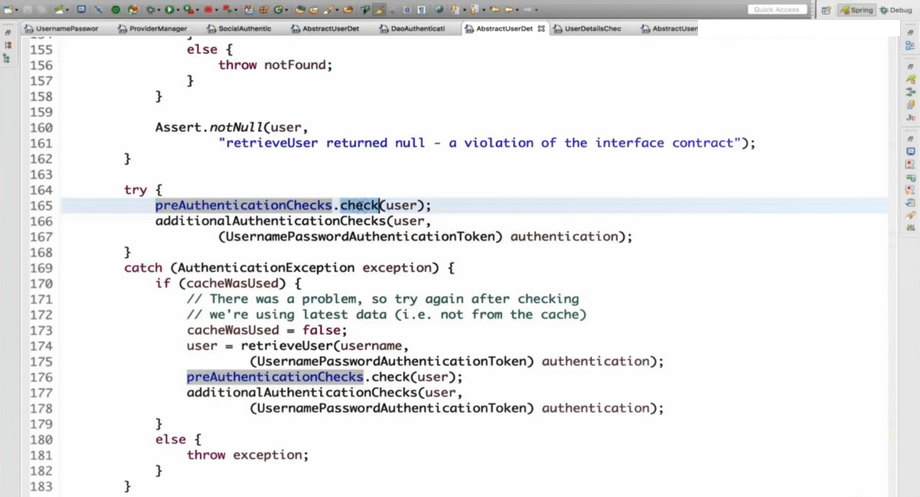 Quick Access
Spring
Debug
UsernamePasswor
ProviderManager
SocialAuthentic
AbstractUserDet
DaoAuthenticati
AbstractUserDet
UserDetailsChec
AbstractUser
155 else {
156 throw notFound;
157 }
158 }
159
160 Assert.notNull(user,
161 "retrieveUser returned null - a violation of the interface contract");
162 }
163
164 try {
165 preAuthenticationChecks.check(user);
166 additionalAuthenticationChecks(user,
167 (UsernamePasswordAuthenticationToken) authentication);
168 }
169 catch (AuthenticationException exception) {
170 if (cacheWasUsed) {
171 // There was a problem, so try again after checking
172 // we're using latest data (i.e. not from the cache)
173 cacheWasUsed = false;
174 user = retrieveUser(username,
175 (UsernamePasswordAuthenticationToken) authentication);
176 preAuthenticationChecks.check(user);
177 additionalAuthenticationChecks(user,
178 (UsernamePasswordAuthenticationToken) authentication);
179 }
180 else {
181 throw exception;
182 }
183 }